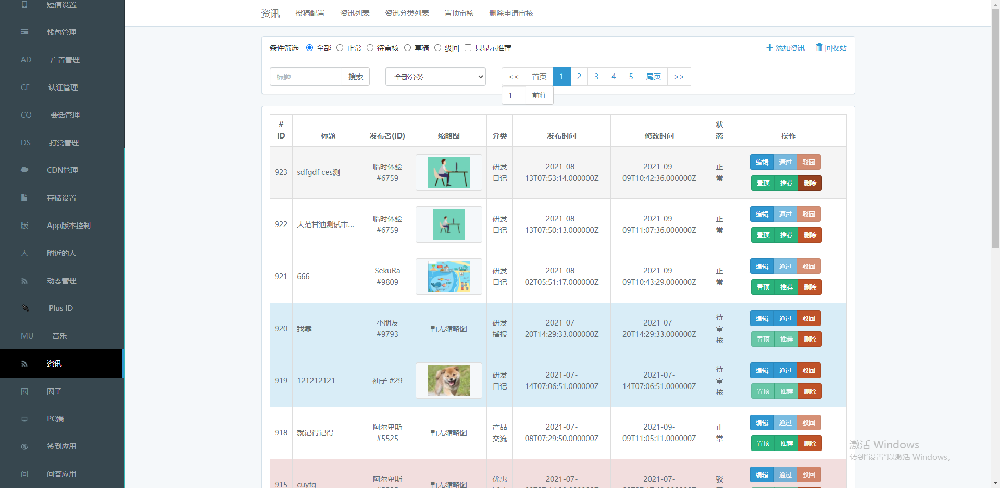 短信设置
钱包管理
AD 广告管理
CE 认证管理
CO 会话管理
DS 打赏管理
CDN管理
存储设置
版 App版本控制
人 附近的人
动态管理
Plus ID
MU 音乐
资讯
圈 圈子
PC端
签到应用
问 问答应用
资讯 投稿配置 资讯列表 资讯分类列表 置顶审核 删除申请审核
条件筛选 全部 正常 待审核 草稿 驳回 只显示推荐 添加资讯 回收站
标题 搜索 全部分类 << 首页 1 2 3 4 5 尾页 >>
1 前往
# ID 标题 发布者(ID) 缩略图 分类 发布时间 修改时间 状态 操作
923 sdfgdf ces测 临时体验 #6759 研发日记 2021-08-13T07:53:14.000000Z 2021-09-09T10:42:36.000000Z 正常 编辑 通过 驳回
置顶 推荐 删除
922 大范甘迪测试市... 临时体验 #6759 研发日记 2021-08-13T07:50:13.000000Z 2021-09-09T11:07:36.000000Z 正常 编辑 通过 驳回
置顶 推荐 删除
921 666 SekuRa #9809 研发日记 2021-08-02T05:51:17.000000Z 2021-09-09T10:43:29.000000Z 正常 编辑 通过 驳回
置顶 推荐 删除
920 我靠 小朋友 #9793 暂无缩略图 研发播报 2021-07-20T14:29:33.000000Z 2021-07-20T14:29:33.000000Z 待审核 编辑 通过 驳回
置顶 推荐 删除
919 121212121 袖子 #29 研发日记 2021-07-14T07:06:51.000000Z 2021-07-14T07:06:51.000000Z 待审核 编辑 通过 驳回
置顶 推荐 删除
918 就记得记得 阿尔卑斯 #5525 暂无缩略图 产品交流 2021-07-08T07:29:50.000000Z 2021-09-09T11:05:11.000000Z 正常 编辑 通过 驳回
置顶 推荐 删除
915 cuyfg 阿尔卑斯 暂无缩略图 优惠 2021-07- 2021-07- 驳 编辑 通过 驳回
激活 Windows
转到"设置"以激活 Windows。